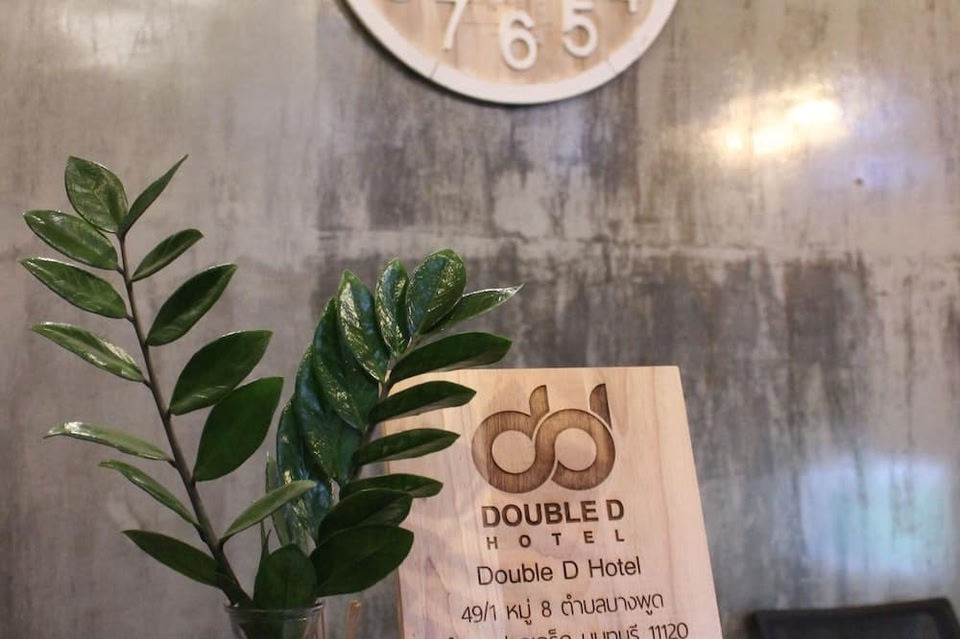 7 6 5
dd
DOUBLE D
HOTEL
Double D Hotel
49/1 หมู่ 8 ตำบลบางพูด
นนทบุรี 11120